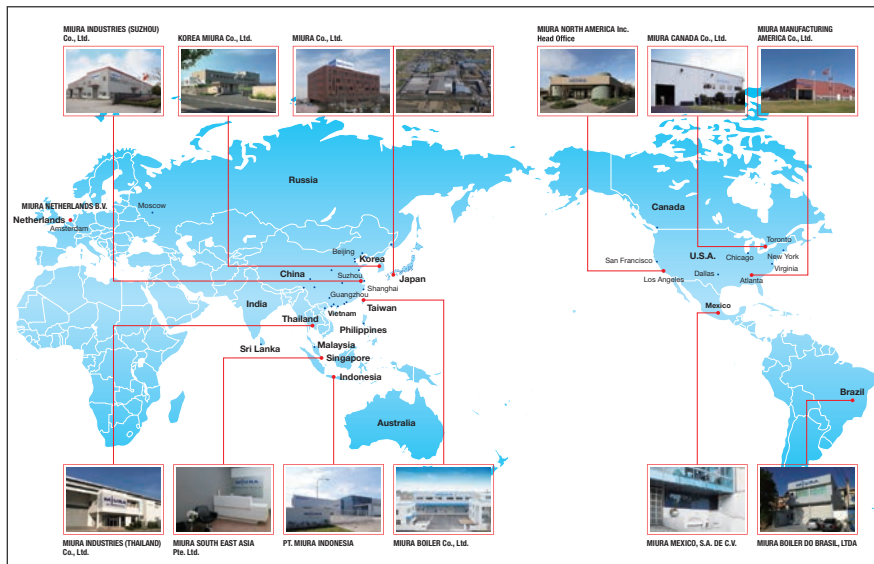 MIURA INDUSTRIES (SUZHOU)
Co., Ltd.
KOREA MIURA Co., Ltd.
MIURA Co., Ltd.
MIURA NORTH AMERICA Inc.
Head Office
MIURA CANADA Co., Ltd.
MIURA MANUFACTURING
AMERICA Co., Ltd.
Russia
Canada
MIURA NETHERLANDS B.V.
Moscow
Netherlands
Amsterdam
Toronto
Beijing
Korea
U.S.A.
Chicago
New York
San Francisco
Virginia
China
Suzhou
Japan
Dallas
Los Angeles
Atlanta
Shanghai
India
Guangzhou
Taiwan
Mexico
Vietnam
Thailand
Philippines
Sri Lanka
Malaysia
Singapore
Indonesia
Brazil
Australia
MIURA
MIURA INDUSTRIES (THAILAND)
Co., Ltd.
MIURA SOUTH EAST ASIA
Pte. Ltd.
PT. MIURA INDONESIA
MIURA BOILER Co., Ltd.
MIURA MEXICO, S.A. DE C.V.
MIURA BOILER DO BRASIL, LTDA